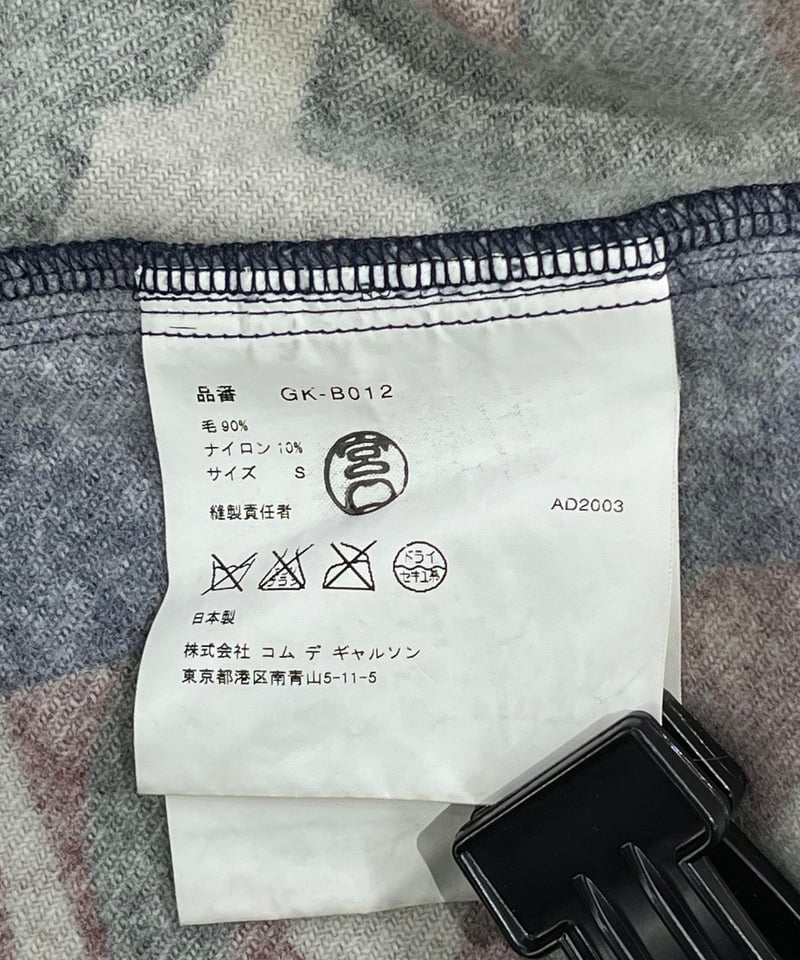 品番 GK-B012
毛 90%
ナイロン 10%
サイズ S
宮口
縫製責任者
AD2003
ドライ
セキユ系
日本製
株式会社 コム デ ギャルソン
東京都港区南青山5-11-5